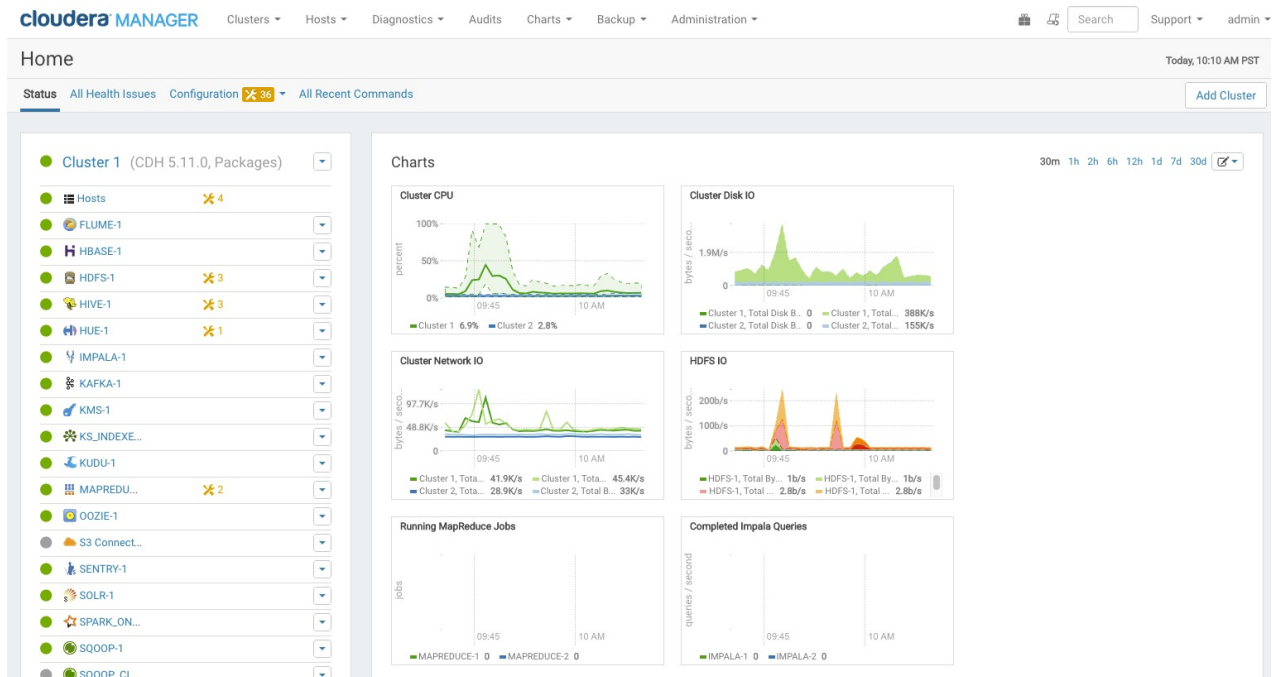 cloudera MANAGER Clusters Hosts Diagnostics Audits Charts Backup Administration Search Support admin
Home Today, 10:10 AM PST
Status All Health Issues Configuration 36 All Recent Commands Add Cluster
Cluster 1 (CDH 5.11.0, Packages)
Hosts 4
FLUME-1
HBASE-1
HDFS-1 3
HIVE-1 3
HUE-1 1
IMPALA-1
KAFKA-1
KMS-1
KS_INDEXE...
KUDU-1
MAPREDU... 2
OOZIE-1
S3 Connect...
SENTRY-1
SOLR-1
SPARK_ON...
SQOOP-1
SQOOP_CL...
Charts 30m 1h 2h 6h 12h 1d 7d 30d
Cluster CPU
percent
100%
50%
0%
09:45 10 AM
Cluster 1 6.9% Cluster 2 2.8%
Cluster Disk IO
bytes / seco...
1.9M/s
0
09:45 10 AM
Cluster 1, Total Disk B... 0 Cluster 1, Total... 388K/s
Cluster 2, Total Disk B... 0 Cluster 2, Total... 155K/s
Cluster Network IO
bytes / seco...
97.7K/s
48.8K/s
0
09:45 10 AM
Cluster 1, Tota... 41.9K/s Cluster 1, Tota... 45.4K/s
Cluster 2, Tota... 28.9K/s Cluster 2, Total B... 33K/s
HDFS IO
bytes / seco...
200b/s
100b/s
0
09:45 10 AM
HDFS-1, Total By... 1b/s HDFS-1, Total By... 1b/s
HDFS-1, Total ... 2.8b/s HDFS-1, Total ... 2.8b/s
Running MapReduce Jobs
jobs
09:45 10 AM
MAPREDUCE-1 0 MAPREDUCE-2 0
Completed Impala Queries
queries / second
09:45 10 AM
IMPALA-1 0 IMPALA-2 0